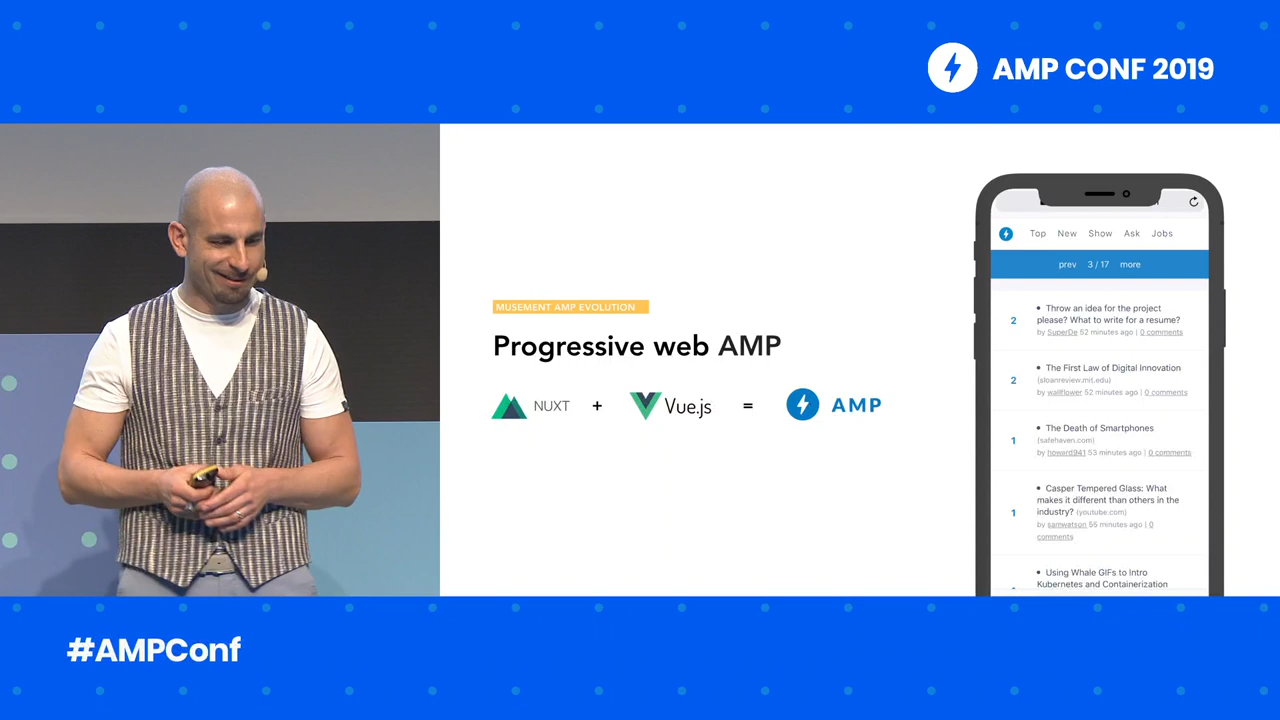 AMP CONF 2019
MUSEMENT AMP EVOLUTION
Progressive web AMP
NUXT + Vue.js = AMP
Top New Show Ask Jobs
prev 3 / 17 more
2
• Throw an idea for the project
please? What to write for a resume?
by SuperDe 52 minutes ago | 0 comments
2
• The First Law of Digital Innovation
(sloanreview.mit.edu)
by wallflower 52 minutes ago | 0 comments
1
• The Death of Smartphones
(safehaven.com)
by howard941 53 minutes ago | 0 comments
1
• Casper Tempered Glass: What
makes it different than others in the
industry? (youtube.com)
by samwatson 55 minutes ago | 0
comments
• Using Whale GIFs to Intro
Kubernetes and Containerization
#AMPConf